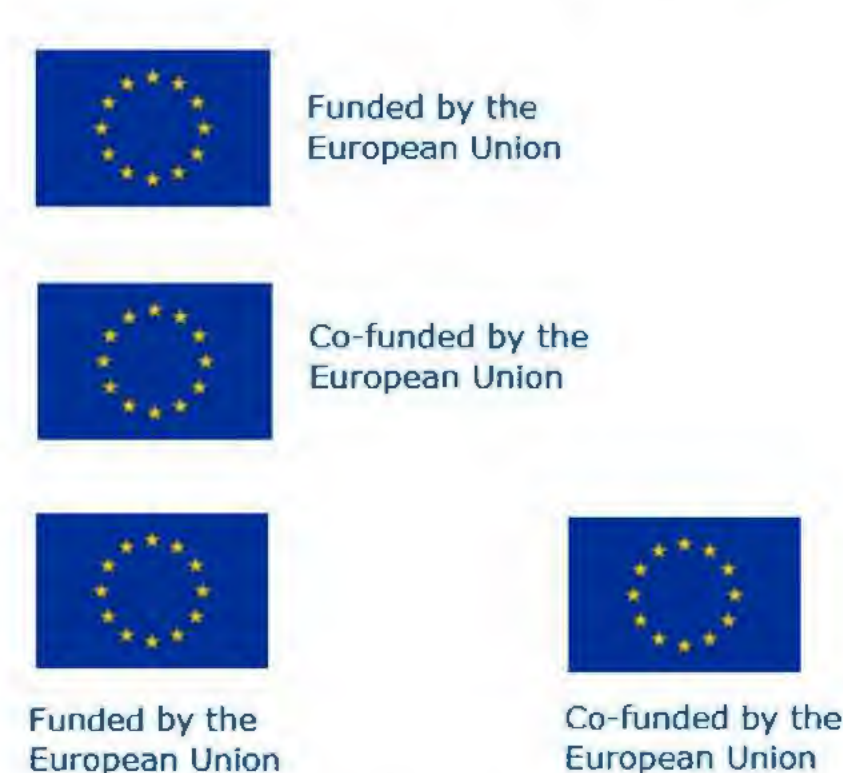 Funded by the
European Union
Co-funded by the
European Union
Funded by the
European Union
Co-funded by the
European Union